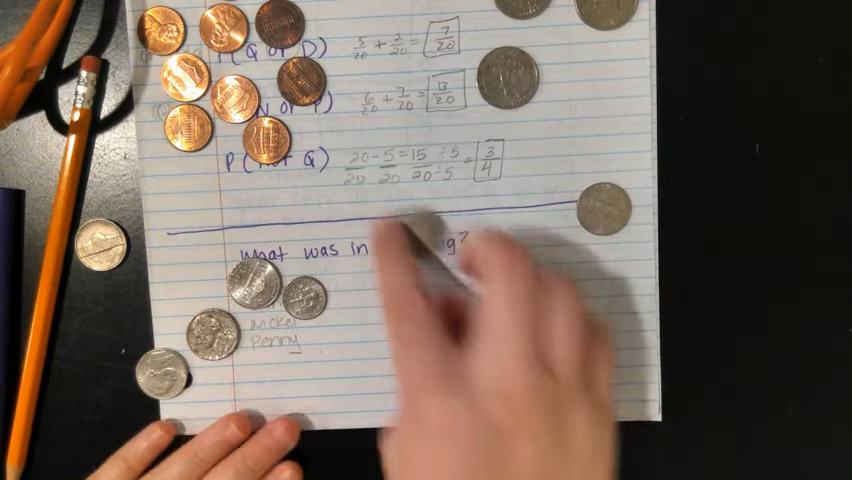 P(Q or D) 5/20 + 2/20 = 7/20
N or P) 6/20 + 7/20 = 13/20
P(not Q) 20/20 - 5/20 = 15/20 ÷5/÷5 = 3/4
What was in
nickel
Penny